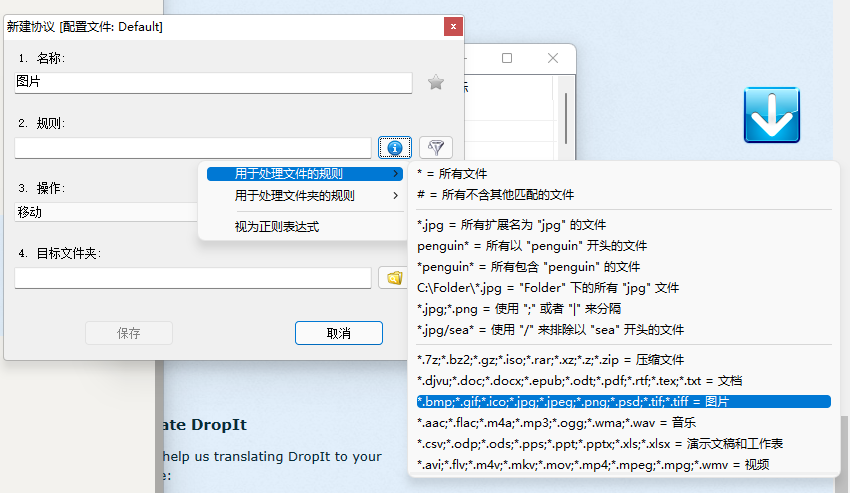 新建协议 [配置文件: Default]
1. 名称:
图片
2. 规则:
3. 操作:
移动
4. 目标文件夹:
保存
取消
用于处理文件的规则
用于处理文件夹的规则
视为正则表达式
* = 所有文件
# = 所有不含其他匹配的文件
*.jpg = 所有扩展名为 "jpg" 的文件
penguin* = 所有以 "penguin" 开头的文件
*penguin* = 所有包含 "penguin" 的文件
C:\Folder\*.jpg = "Folder" 下的所有 "jpg" 文件
*.jpg;*.png = 使用 ";" 或者 "|" 来分隔
*.jpg/sea* = 使用 "/" 来排除以 "sea" 开头的文件
*.7z;*.bz2;*.gz;*.iso;*.rar;*.xz;*.z;*.zip = 压缩文件
*.djvu;*.doc;*.docx;*.epub;*.odt;*.pdf;*.rtf;*.tex;*.txt = 文档
*.bmp;*.gif;*.ico;*.jpg;*.jpeg;*.png;*.psd;*.tif;*.tiff = 图片
*.aac;*.flac;*.m4a;*.mp3;*.ogg;*.wma;*.wav = 音乐
*.csv;*.odp;*.ods;*.pps;*.ppt;*.pptx;*.xls;*.xlsx = 演示文稿和工作表
*.avi;*.flv;*.m4v;*.mkv;*.mov;*.mp4;*.mpeg;*.mpg;*.wmv = 视频
ate DropIt
help us translating DropIt to your
e: